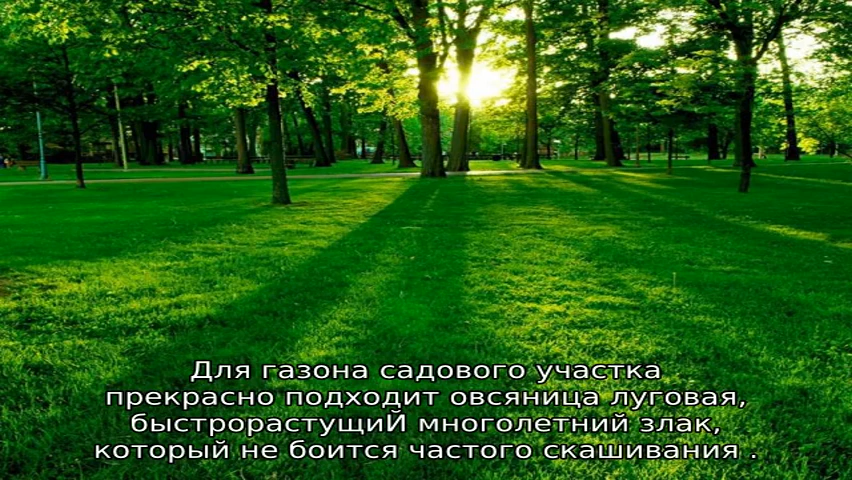 Для газона садового участка
прекрасно подходит овсяница луговая,
быстрорастущиЙ многолетний злак,
который не боится частого скашивания .